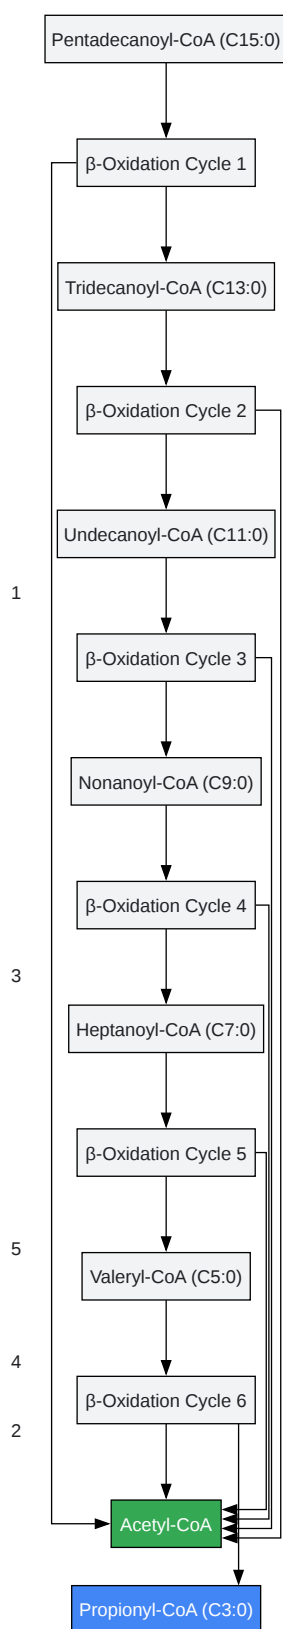 Pentadecanoyl-CoA (C15:0)
β-Oxidation Cycle 1
Tridecanoyl-CoA (C13:0)
β-Oxidation Cycle 2
Undecanoyl-CoA (C11:0)
1
β-Oxidation Cycle 3
Nonanoyl-CoA (C9:0)
β-Oxidation Cycle 4
3
Heptanoyl-CoA (C7:0)
β-Oxidation Cycle 5
5
Valeryl-CoA (C5:0)
4
β-Oxidation Cycle 6
2
Acetyl-CoA
Propionyl-CoA (C3:0)